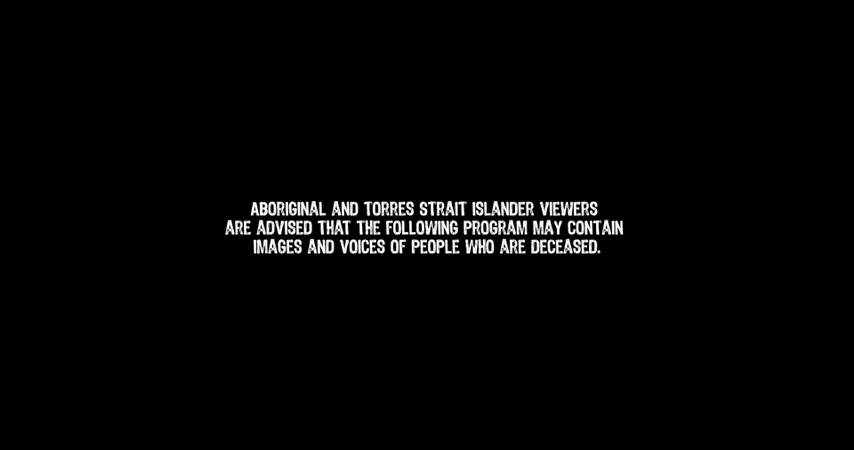 ABORIGINAL AND TORRES STRAIT ISLANDER VIEWERS
ARE ADVISED THAT THE FOLLOWING PROGRAM MAY CONTAIN
IMAGES AND VOICES OF PEOPLE WHO ARE DECEASED.